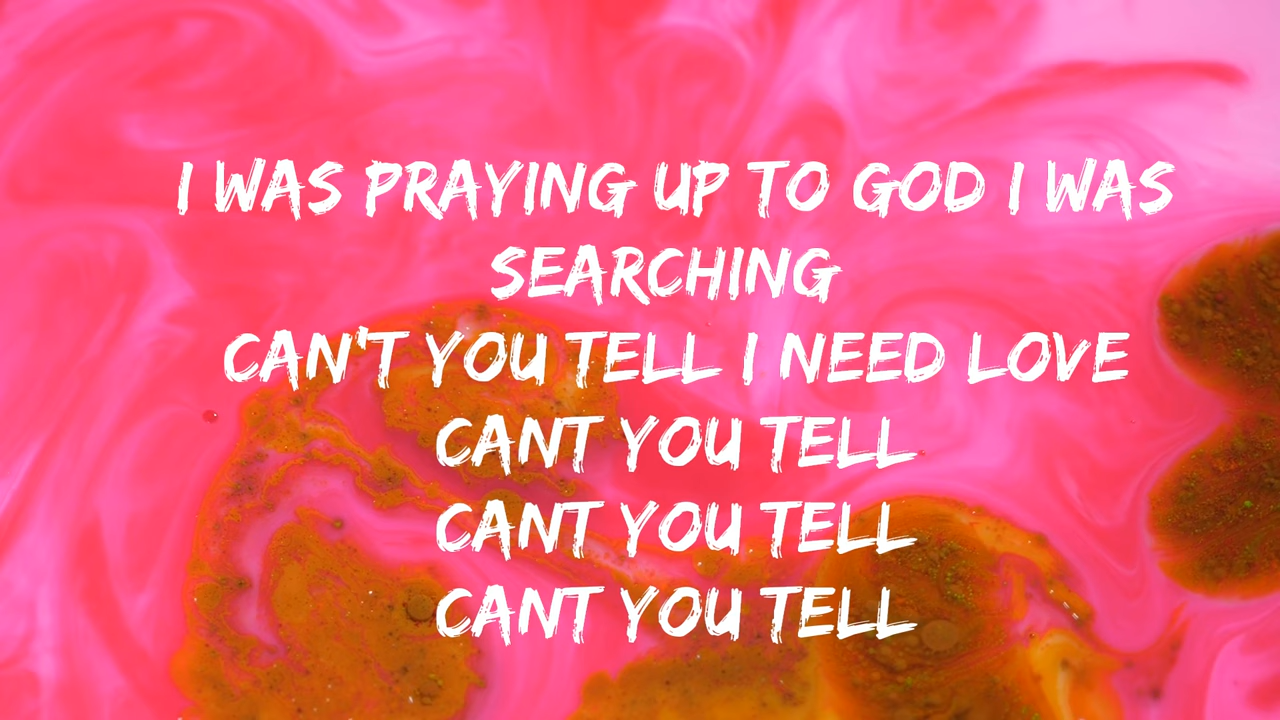 I WAS PRAYING UP TO GOD I WAS
SEARCHING
CAN'T YOU TELL I NEED LOVE
CANT YOU TELL
CANT YOU TELL
CANT YOU TELL